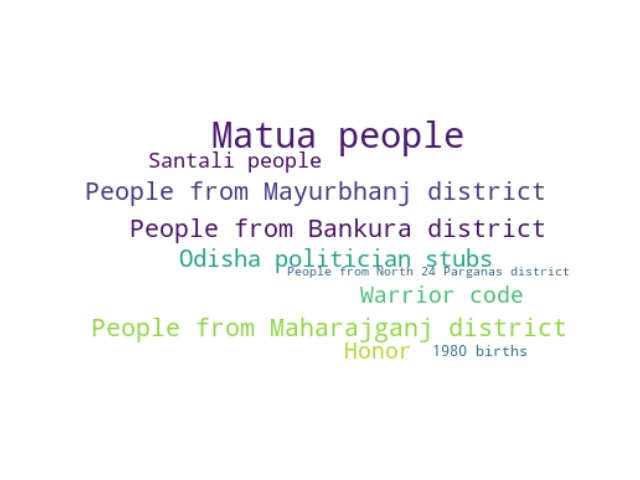 Matua people
Santali people
People from Mayurbhanj district
People from Bankura district
Odisha politician stubs
People from North 24 Parganas district
Warrior code
People from Maharajganj district
Honor
1980 births